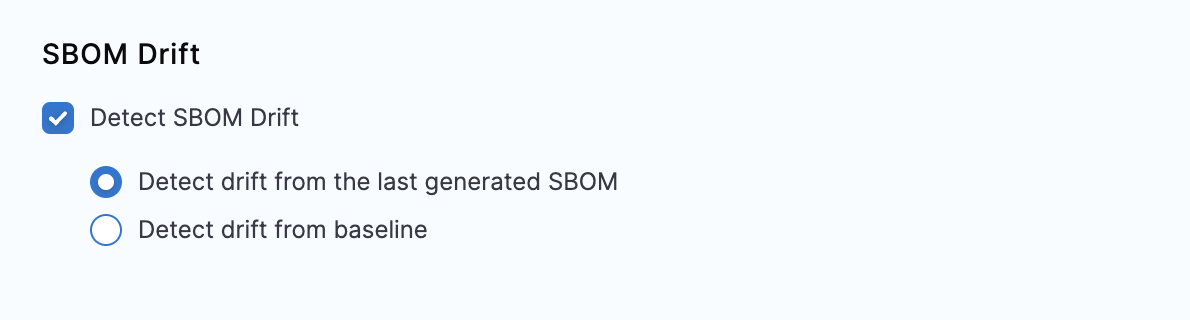 SBOM Drift
Detect SBOM Drift
Detect drift from the last generated SBOM
Detect drift from baseline